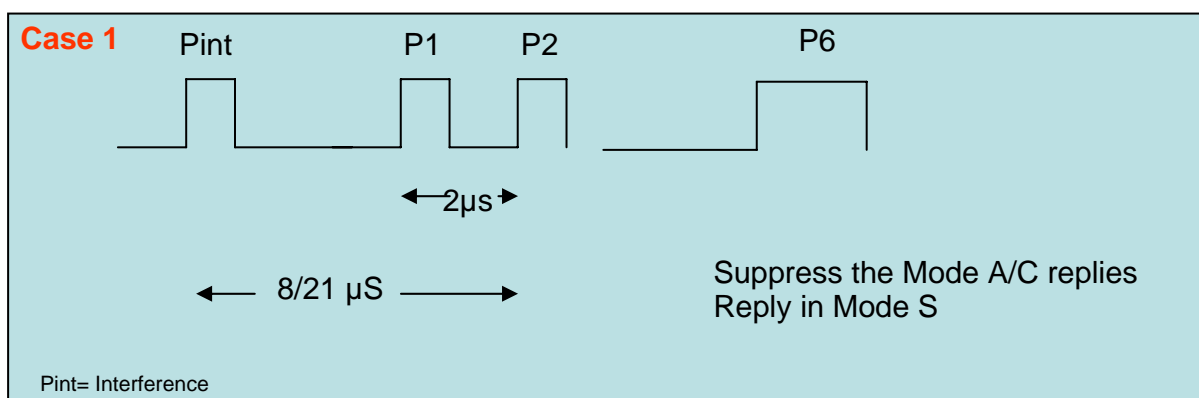 Case 1 Pint P1 P2 P6
2µs
8/21 µS
Suppress the Mode A/C replies
Reply in Mode S
Pint= Interference